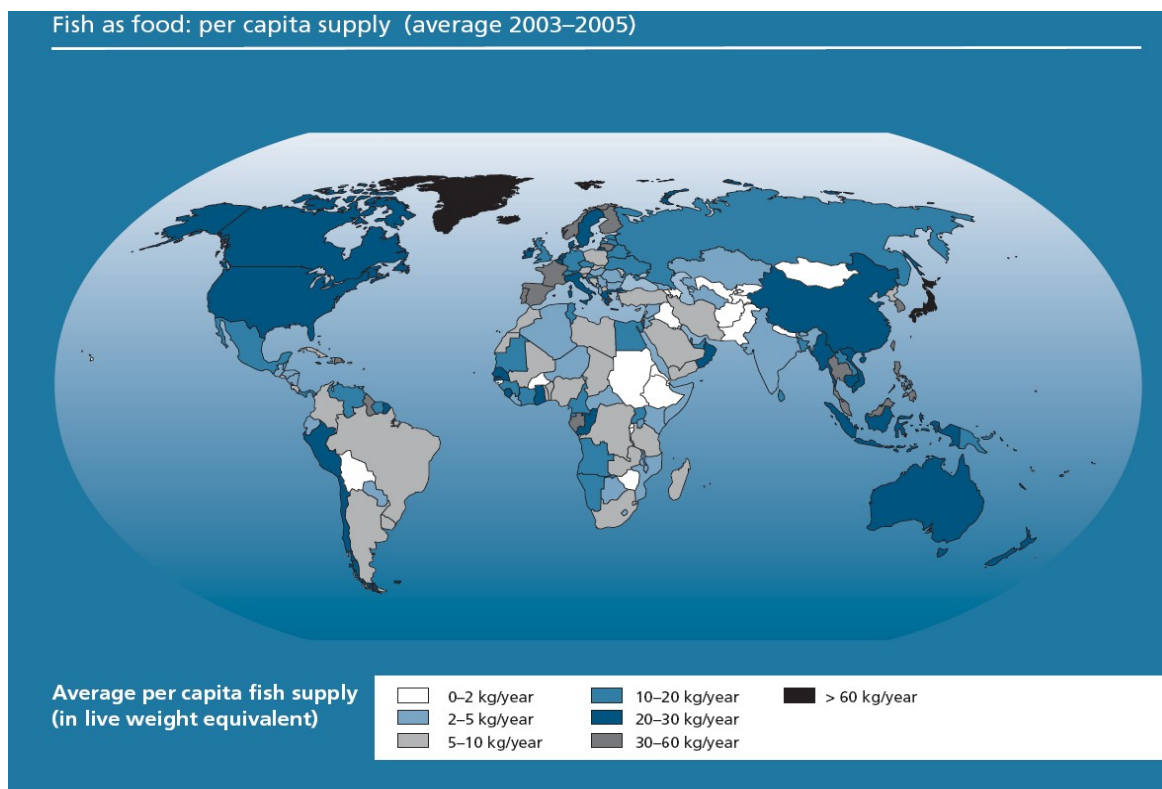 Fish as food: per capita supply (average 2003–2005)
Average per capita fish supply
(in live weight equivalent)
0–2 kg/year
2–5 kg/year
5–10 kg/year
10–20 kg/year
20–30 kg/year
30–60 kg/year
> 60 kg/year